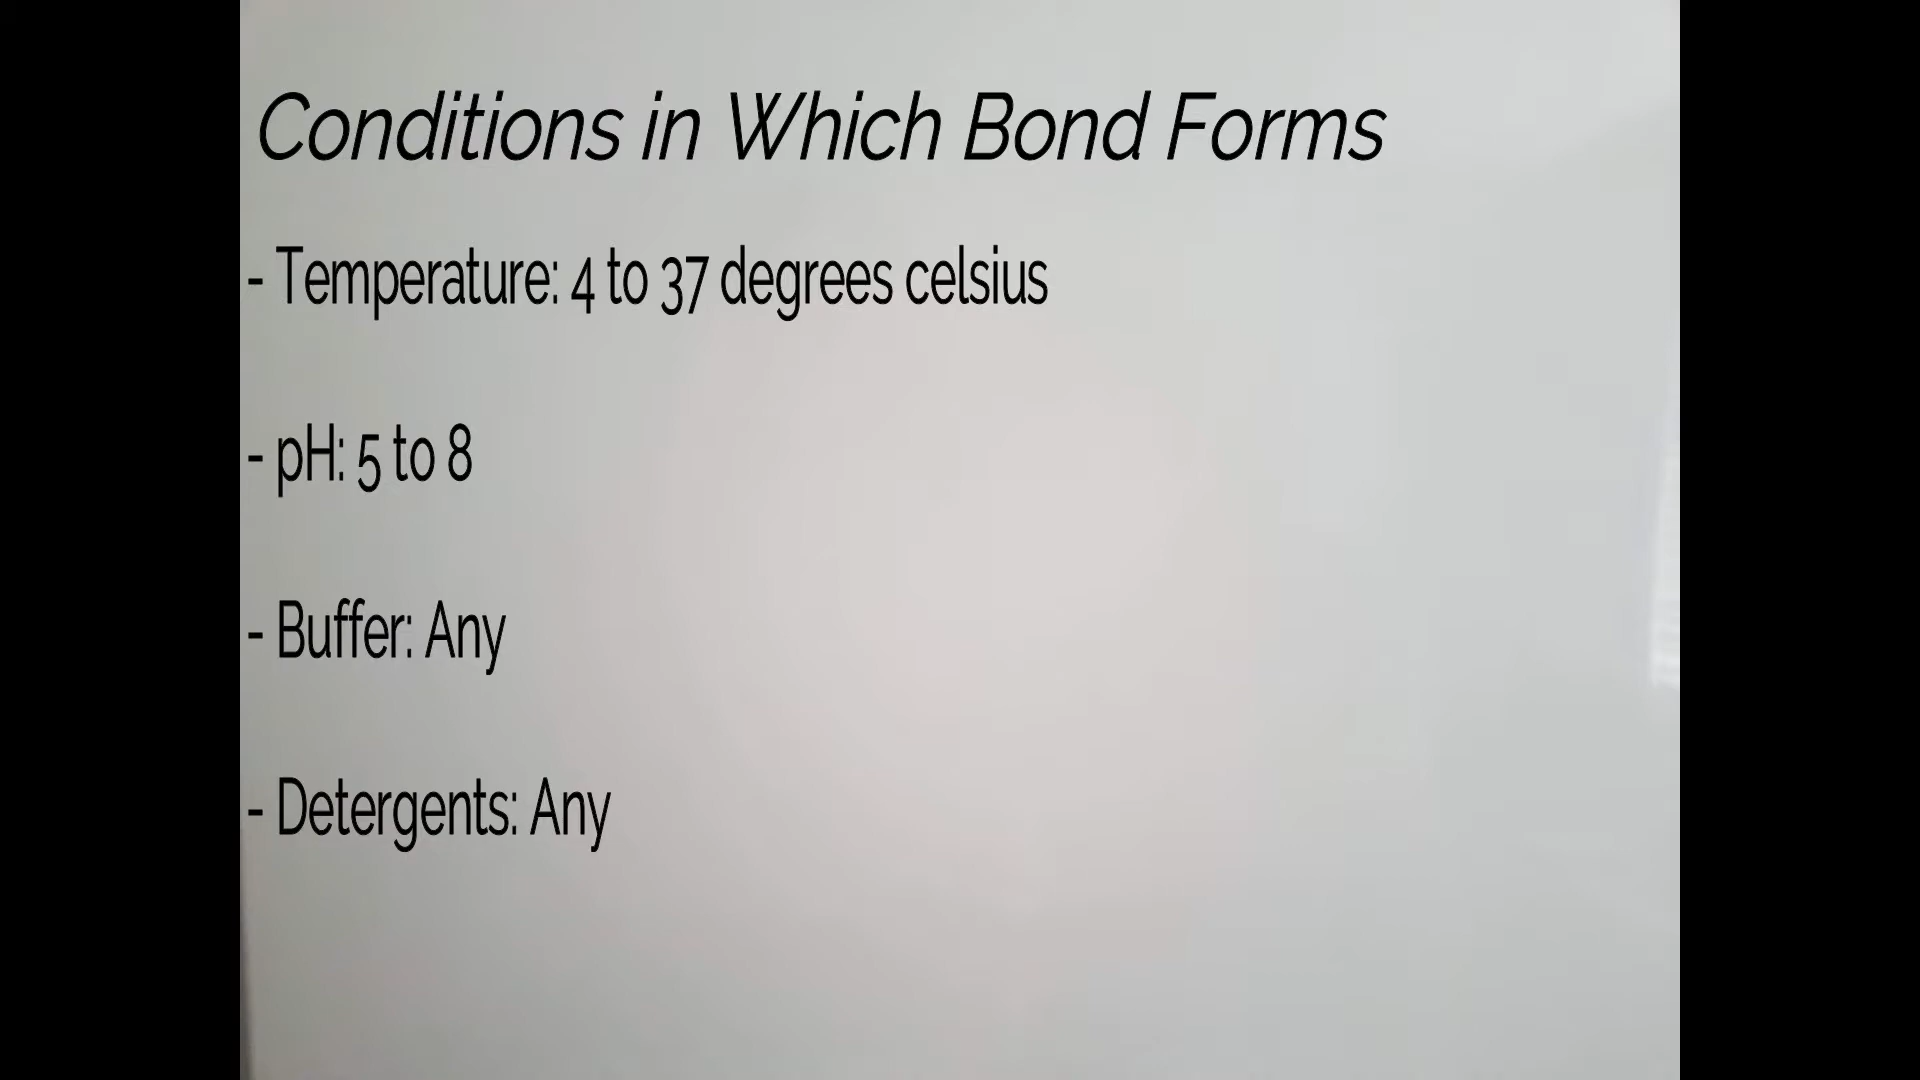 Conditions in Which Bond Forms
- Temperature: 4 to 37 degrees celsius
- pH: 5 to 8
- Buffer: Any
- Detergents: Any